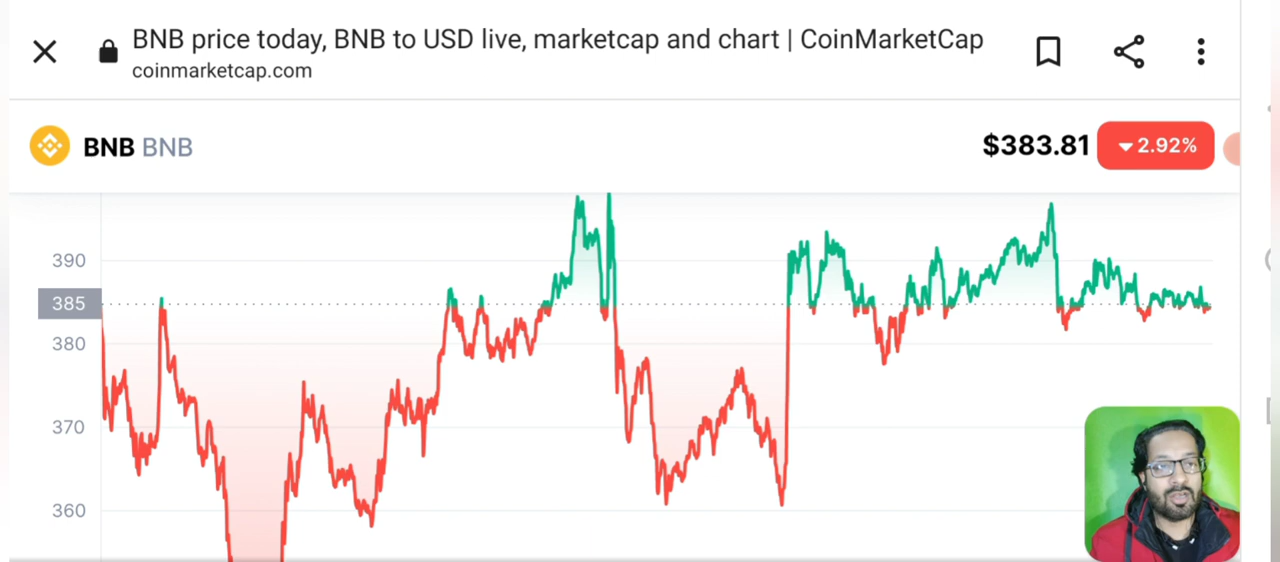 BNB price today, BNB to USD live, marketcap and chart | CoinMarketCap
coinmarketcap.com
BNB BNB
$383.81 2.92%
390
385
380
370
360